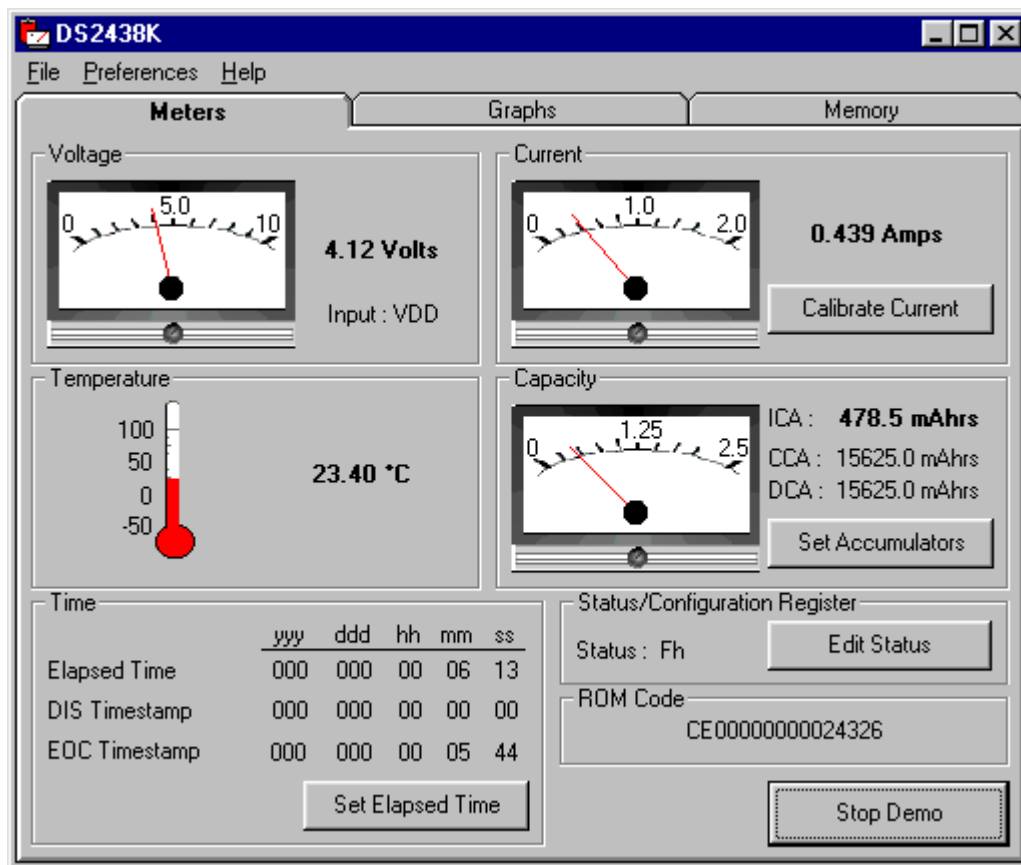 DS2438K
File Preferences Help
Meters Graphs Memory
Voltage
0 5.0 10
4.12 Volts
Input : VDD
Current
0 1.0 2.0
0.439 Amps
Calibrate Current
Temperature
100
50
0
-50
23.40 °C
Capacity
0 1.25 2.5
ICA : 478.5 mAhrs
CCA : 15625.0 mAhrs
DCA : 15625.0 mAhrs
Set Accumulators
Time
yyy ddd hh mm ss
Elapsed Time 000 000 00 06 13
DIS Timestamp 000 000 00 00 00
EOC Timestamp 000 000 00 05 44
Set Elapsed Time
Status/Configuration Register
Status : Fh
Edit Status
ROM Code
CE00000000024326
Stop Demo